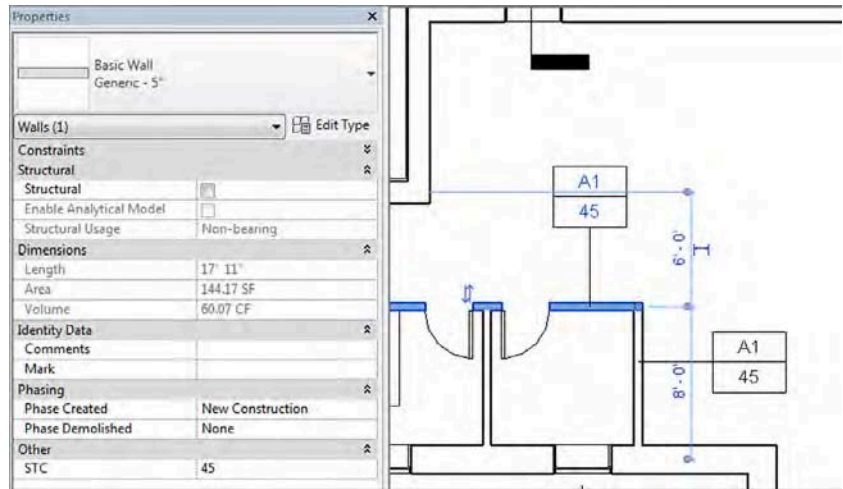 Properties
Basic Wall
Generic - 5"
Walls (1)
Edit Type
Constraints
Structural
Structural
Enable Analytical Model
Structural Usage Non-bearing
Dimensions
Length 17' 11"
Area 144.17 SF
Volume 60.07 CF
Identity Data
Comments
Mark
Phasing
Phase Created New Construction
Phase Demolished None
Other
STC 45
A1
45
6' - 0"
A1
45
8' - 0"